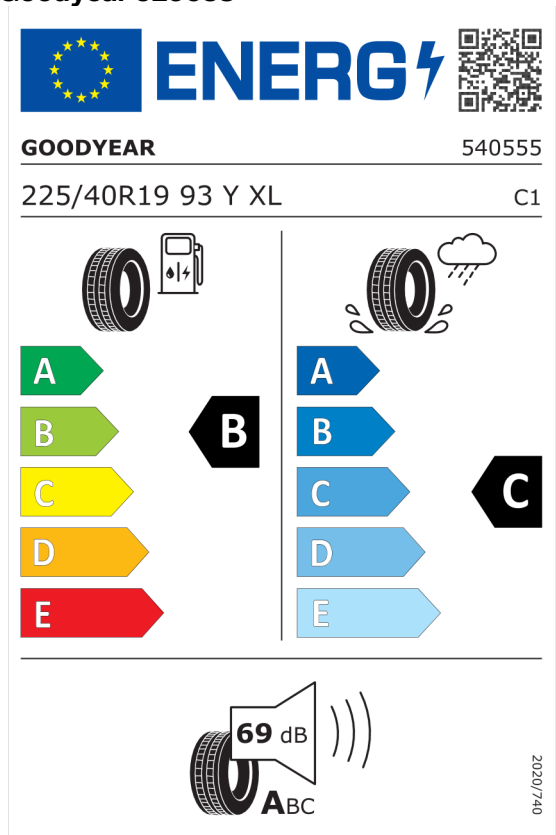 ENERG
GOODYEAR 540555
225/40R19 93 Y XL C1
A A
B B B
C C C
D D
E E
69 dB
ABC
2020/740